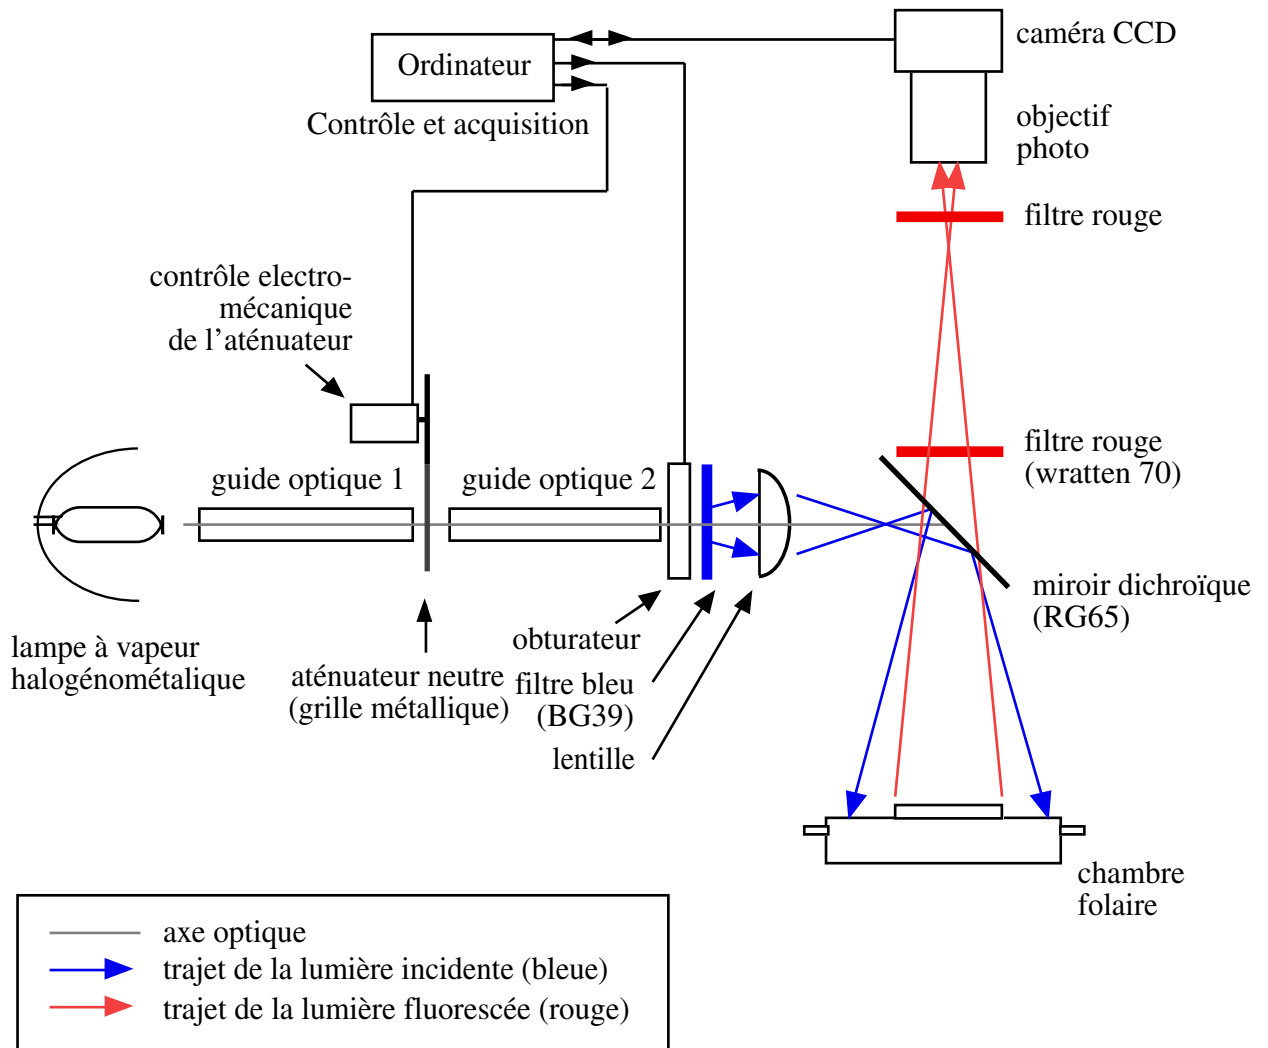 caméra CCD
Ordinateur
Contrôle et acquisition
objectif
photo
filtre rouge
contrôle electro-
mécanique
de l'aténuateur
filtre rouge
(wratten 70)
guide optique 1
guide optique 2
miroir dichroïque
(RG65)
obturateur
lampe à vapeur
halogénométalique
aténuateur neutre
(grille métallique)
filtre bleu
(BG39)
lentille
chambre
folaire
axe optique
trajet de la lumière incidente (bleue)
trajet de la lumière fluorescée (rouge)